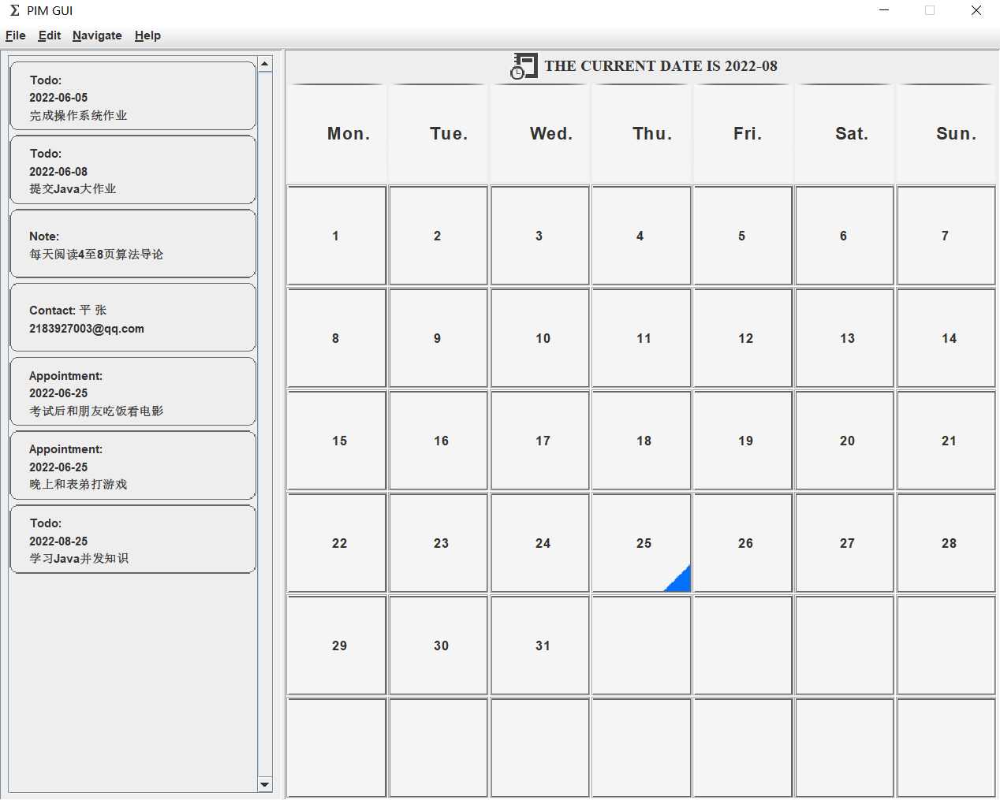 PIM GUI
File Edit Navigate Help
Todo:
2022-06-05
完成操作系统作业
Todo:
2022-06-08
提交Java大作业
Note:
每天阅读4至8页算法导论
Contact: 平 张
2183927003@qq.com
Appointment:
2022-06-25
考试后和朋友吃饭看电影
Appointment:
2022-06-25
晚上和表弟打游戏
Todo:
2022-08-25
学习Java并发知识
THE CURRENT DATE IS 2022-08
Mon. Tue. Wed. Thu. Fri. Sat. Sun.
1 2 3 4 5 6 7
8 9 10 11 12 13 14
15 16 17 18 19 20 21
22 23 24 25 26 27 28
29 30 31